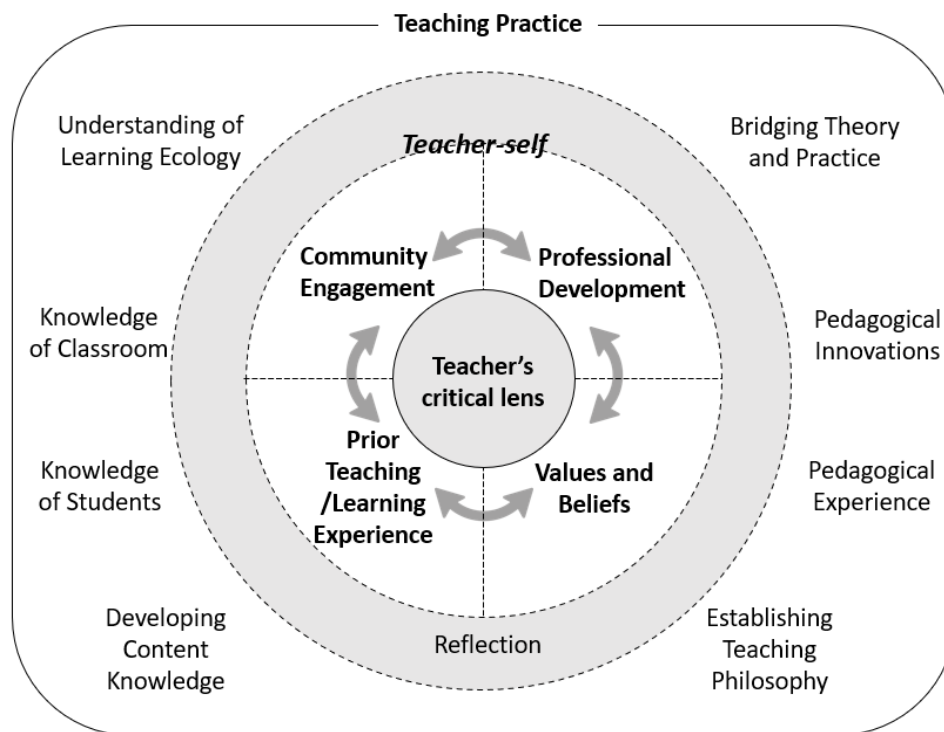 Teaching Practice
Understanding of
Learning Ecology
Bridging Theory
and Practice
Teacher-self
Community
Engagement
Professional
Development
Knowledge
of Classroom
Pedagogical
Innovations
Teacher's
critical lens
Knowledge
of Students
Prior
Teaching
/Learning
Experience
Values and
Beliefs
Pedagogical
Experience
Developing
Content
Knowledge
Reflection
Establishing
Teaching
Philosophy